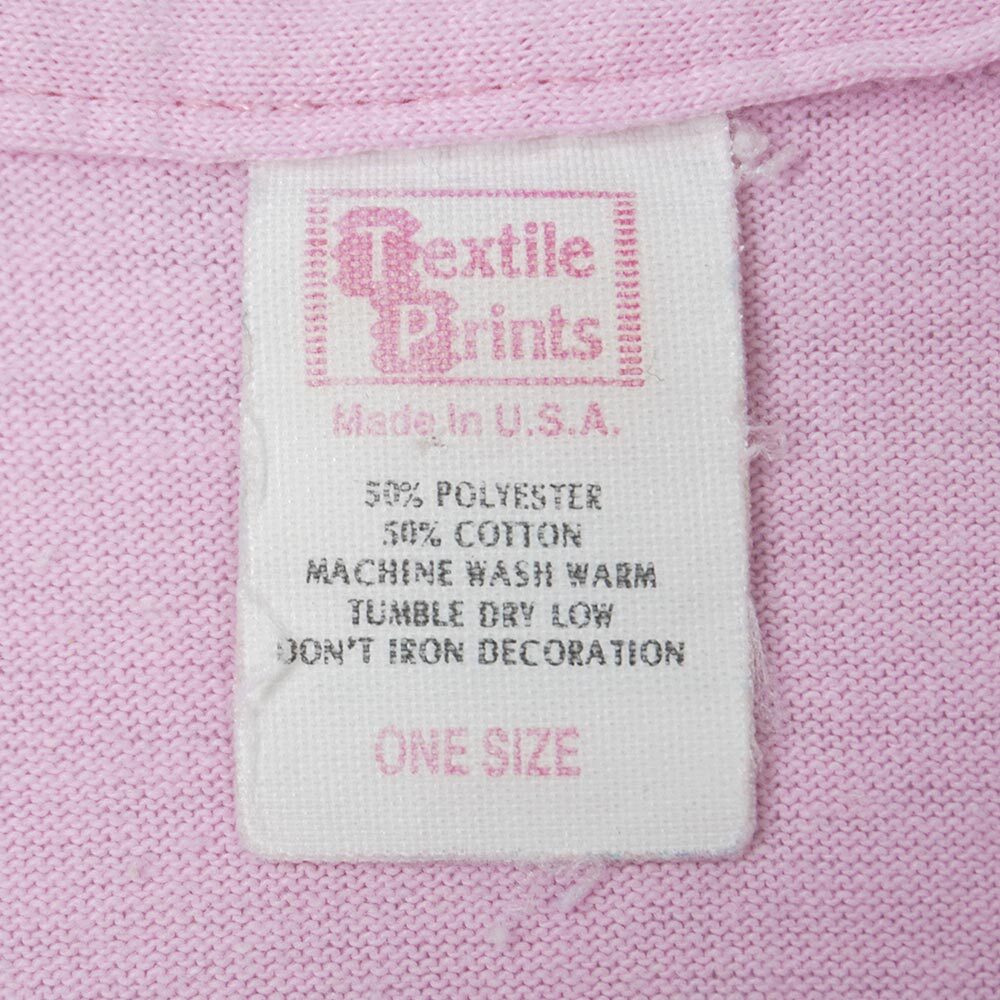 Textile
Prints
Made In U.S.A.
50% POLYESTER
50% COTTON
MACHINE WASH WARM
TUMBLE DRY LOW
DON'T IRON DECORATION
ONE SIZE